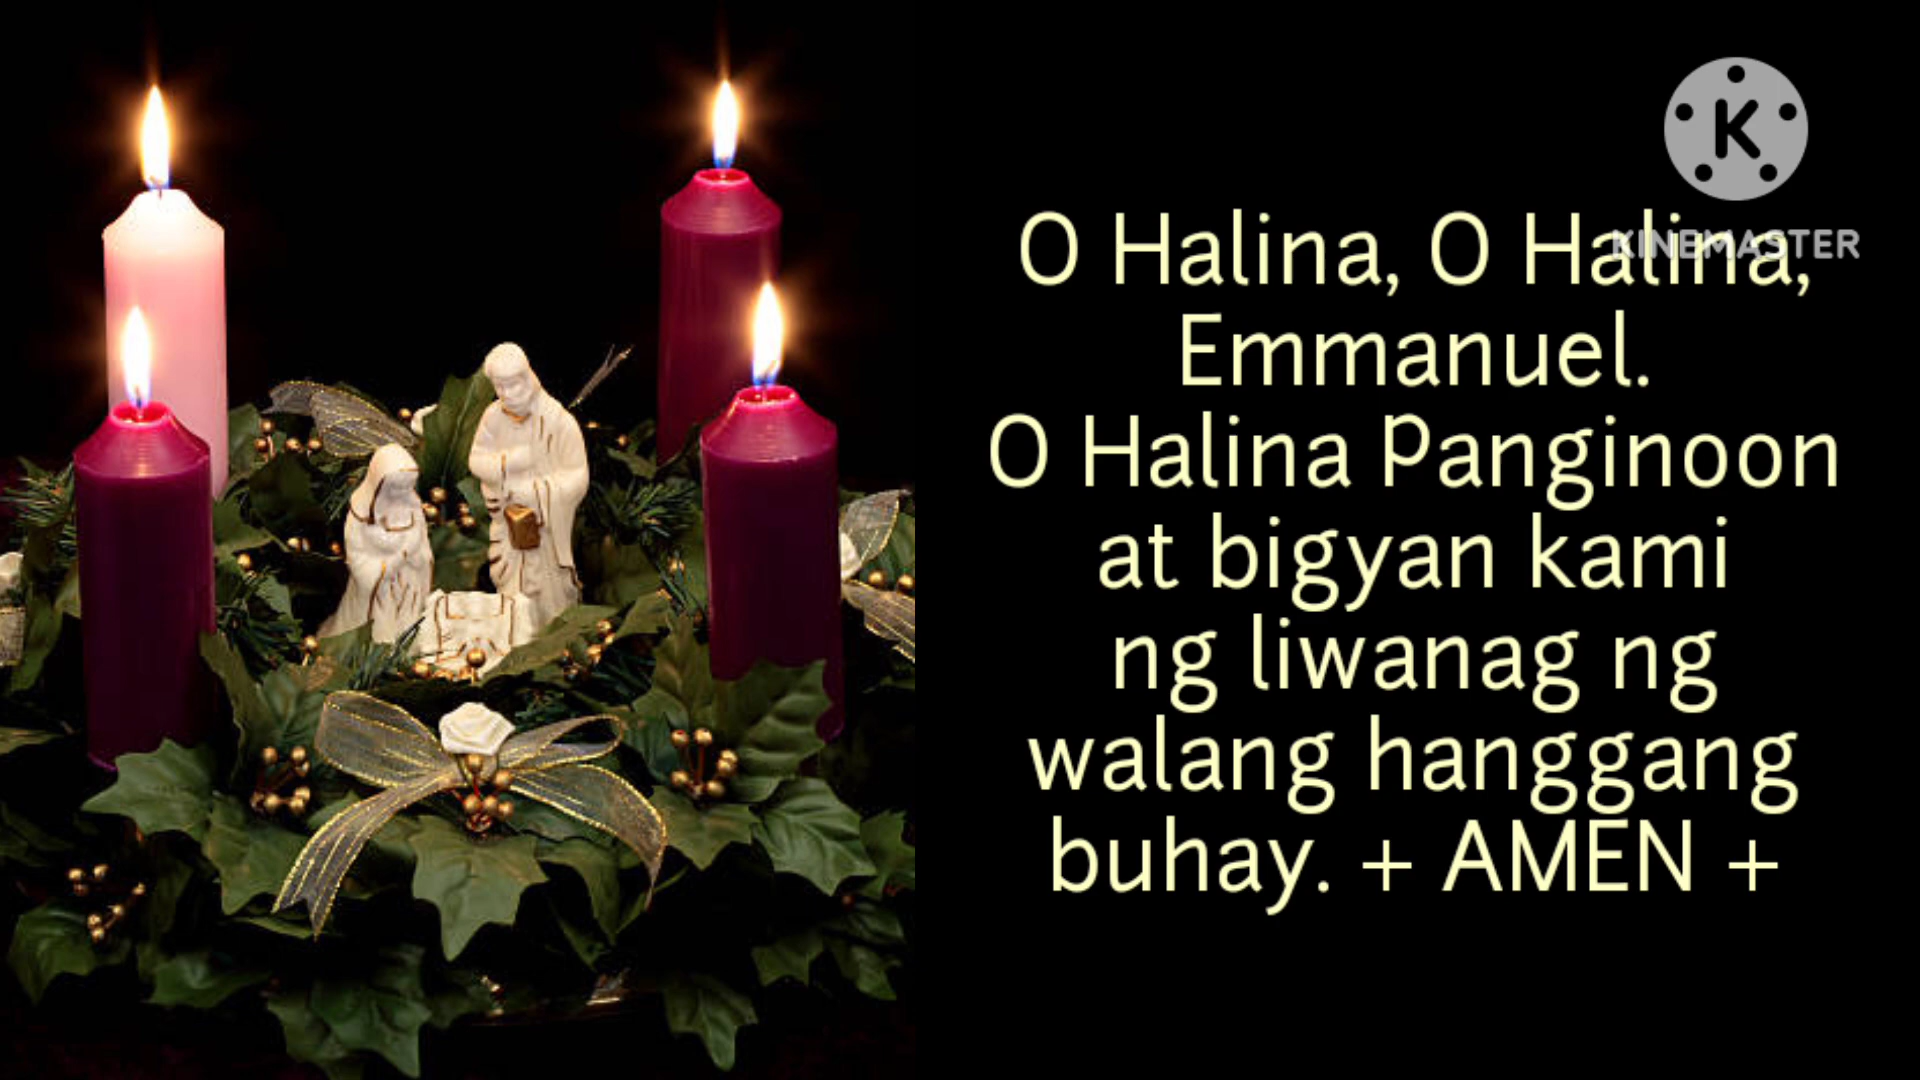 K
KINEMASTER
O Halina, O Halina,
Emmanuel.
O Halina Panginoon
at bigyan kami
ng liwanag ng
walang hanggang
buhay. + AMEN +